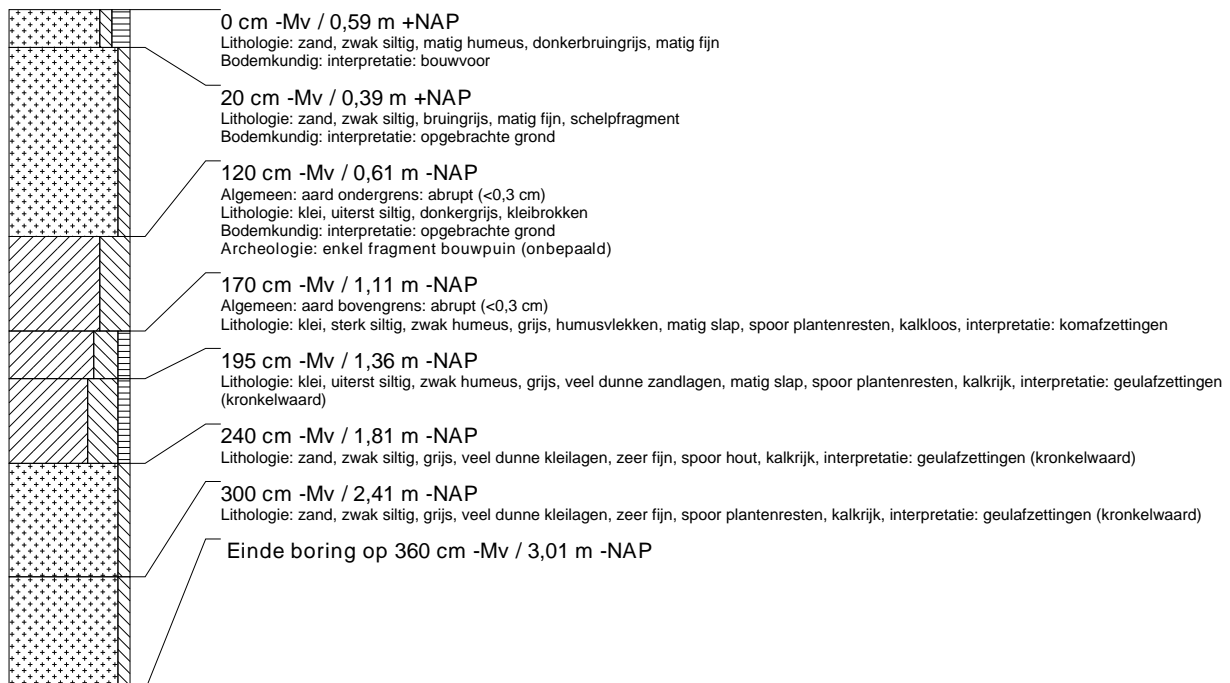 0 cm -Mv / 0,59 m +NAP
Lithologie: zand, zwak siltig, matig humeus, donkerbruingrijs, matig fijn
Bodemkundig: interpretatie: bouwvoor
20 cm -Mv / 0,39 m +NAP
Lithologie: zand, zwak siltig, bruingrijs, matig fijn, schelpfragment
Bodemkundig: interpretatie: opgebrachte grond
120 cm -Mv / 0,61 m -NAP
Algemeen: aard ondergrens: abrupt (<0,3 cm)
Lithologie: klei, uiterst siltig, donkergrijs, kleibrokken
Bodemkundig: interpretatie: opgebrachte grond
Archeologie: enkel fragment bouwpuin (onbepaald)
170 cm -Mv / 1,11 m -NAP
Algemeen: aard bovengrens: abrupt (<0,3 cm)
Lithologie: klei, sterk siltig, zwak humeus, grijs, humusvlekken, matig slap, spoor plantenresten, kalkloos, interpretatie: komafzettingen
195 cm -Mv / 1,36 m -NAP
Lithologie: klei, uiterst siltig, zwak humeus, grijs, veel dunne zandlagen, matig slap, spoor plantenresten, kalkrijk, interpretatie: geulafzettingen
(kronkelwaard)
240 cm -Mv / 1,81 m -NAP
Lithologie: zand, zwak siltig, grijs, veel dunne kleilagen, zeer fijn, spoor hout, kalkrijk, interpretatie: geulafzettingen (kronkelwaard)
300 cm -Mv / 2,41 m -NAP
Lithologie: zand, zwak siltig, grijs, veel dunne kleilagen, zeer fijn, spoor plantenresten, kalkrijk, interpretatie: geulafzettingen (kronkelwaard)
Einde boring op 360 cm -Mv / 3,01 m -NAP